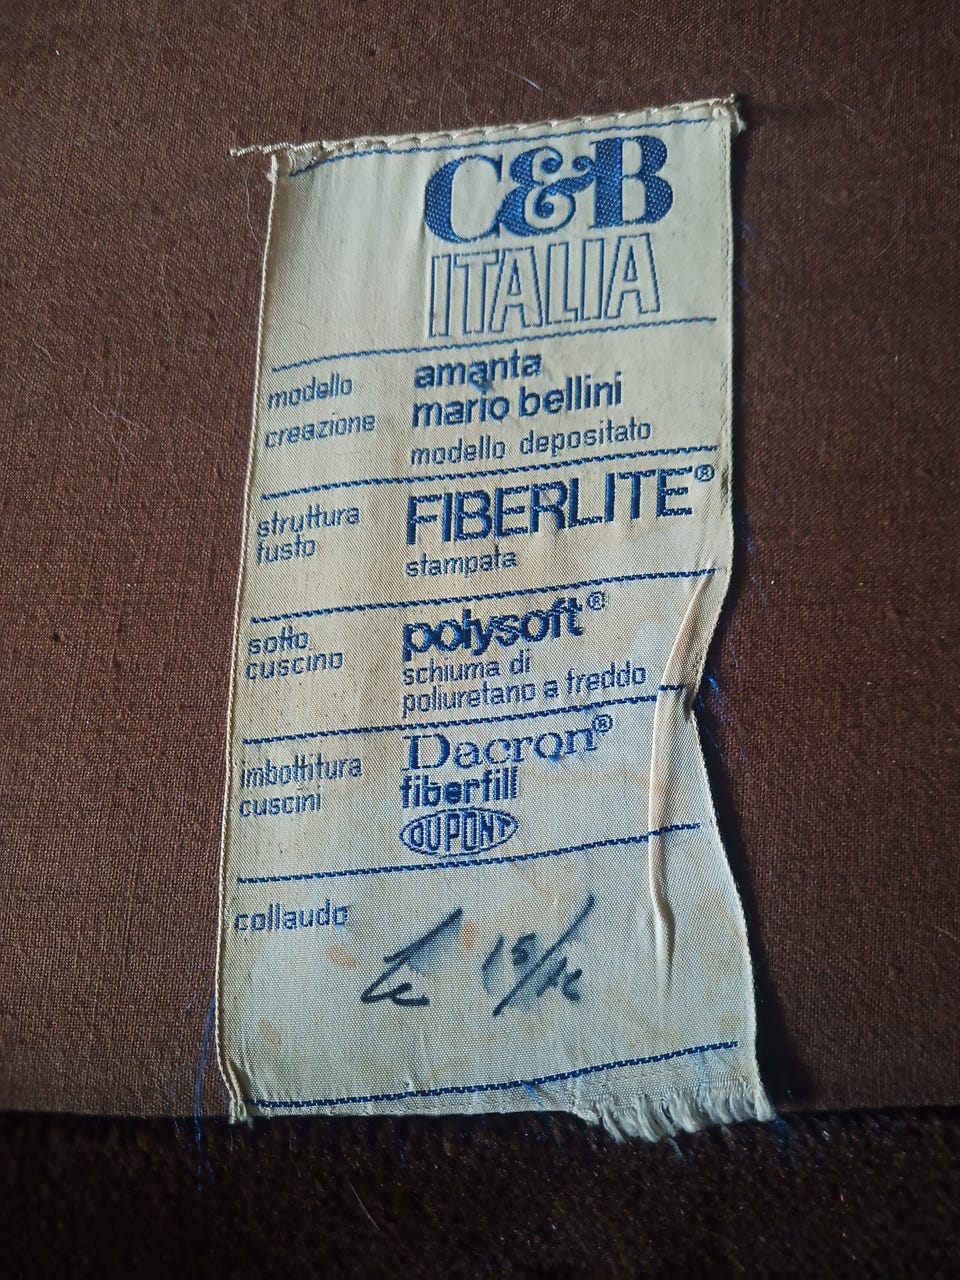 C&B
ITALIA
modello amanta
creazione mario bellini
modello depositato
struttura fusto FIBERLITE®
stampata
sotto cuscino polysoft®
schiuma di
poliuretano a freddo
imbottitura cuscini Dacron®
fiberfill
DUPONT
collaudo